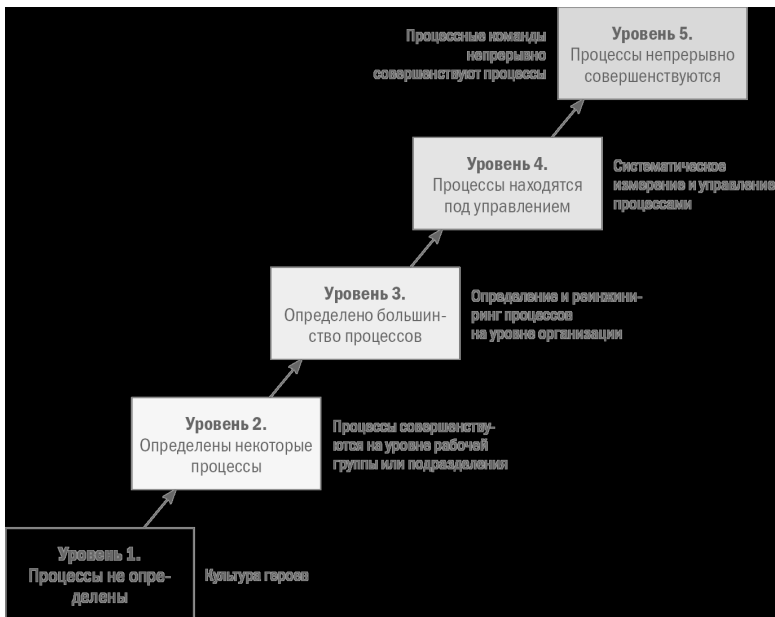 Процессные команды
непрерывно
совершенствуют процессы
Уровень 5.
Процессы непрерывно
совершенствуются
Уровень 4.
Процессы находятся
под управлением
Систематическое
измерение и управление
процессами
Уровень 3.
Определено большин-
ство процессов
Определение и реинжини-
ринг процессов
на уровне организации
Уровень 2.
Определены некоторые
процессы
Процессы совершенству-
ются на уровне рабочей
группы или подразделения
Уровень 1.
Процессы не опре-
делены
Культура героев